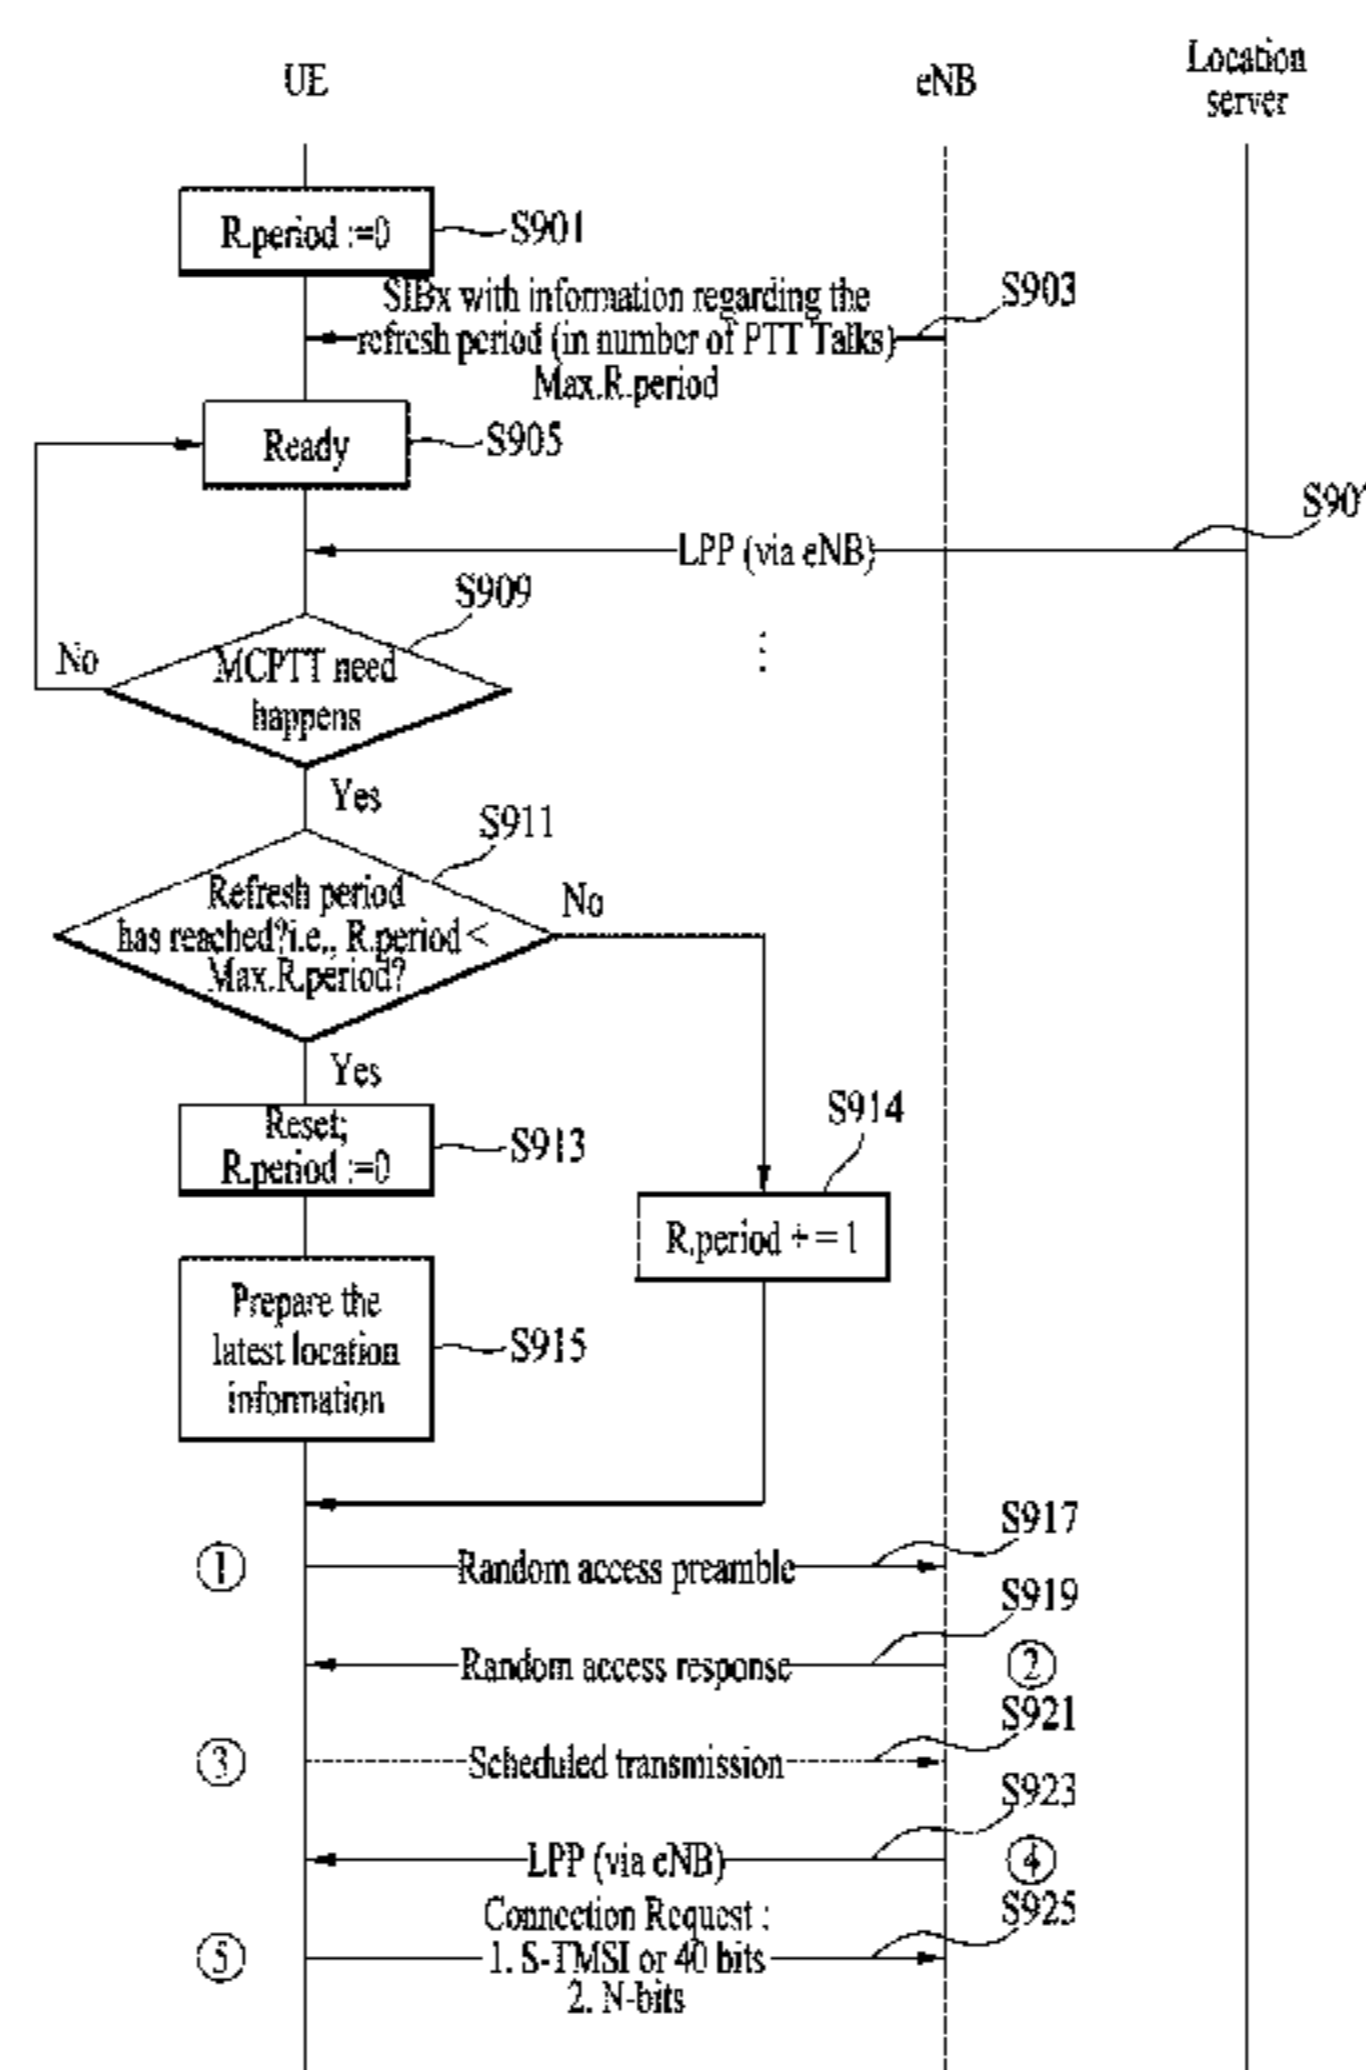 UE
eNB
Location
server
R.period :=0
S901
SIBx with information regarding the
refresh period (in number of PTT Talks)
Max.R.period
S903
Ready
S905
LPP (via eNB)
S909
MCPTT need
happens
No
Yes
S911
Refresh period
has reached?i.e., R.period <
Max.R.period?
No
Yes
Reset;
R.period :=0
S913
S914
R.period + = 1
Prepare the
latest location
information
S915
① Random access preamble
S917
S919
Random access response ②
S921
③ Scheduled transmission
S923
LPP (via eNB) ④
S925
Connection Request :
⑤ 1. S-TMSI or 40 bits
2. N-bits